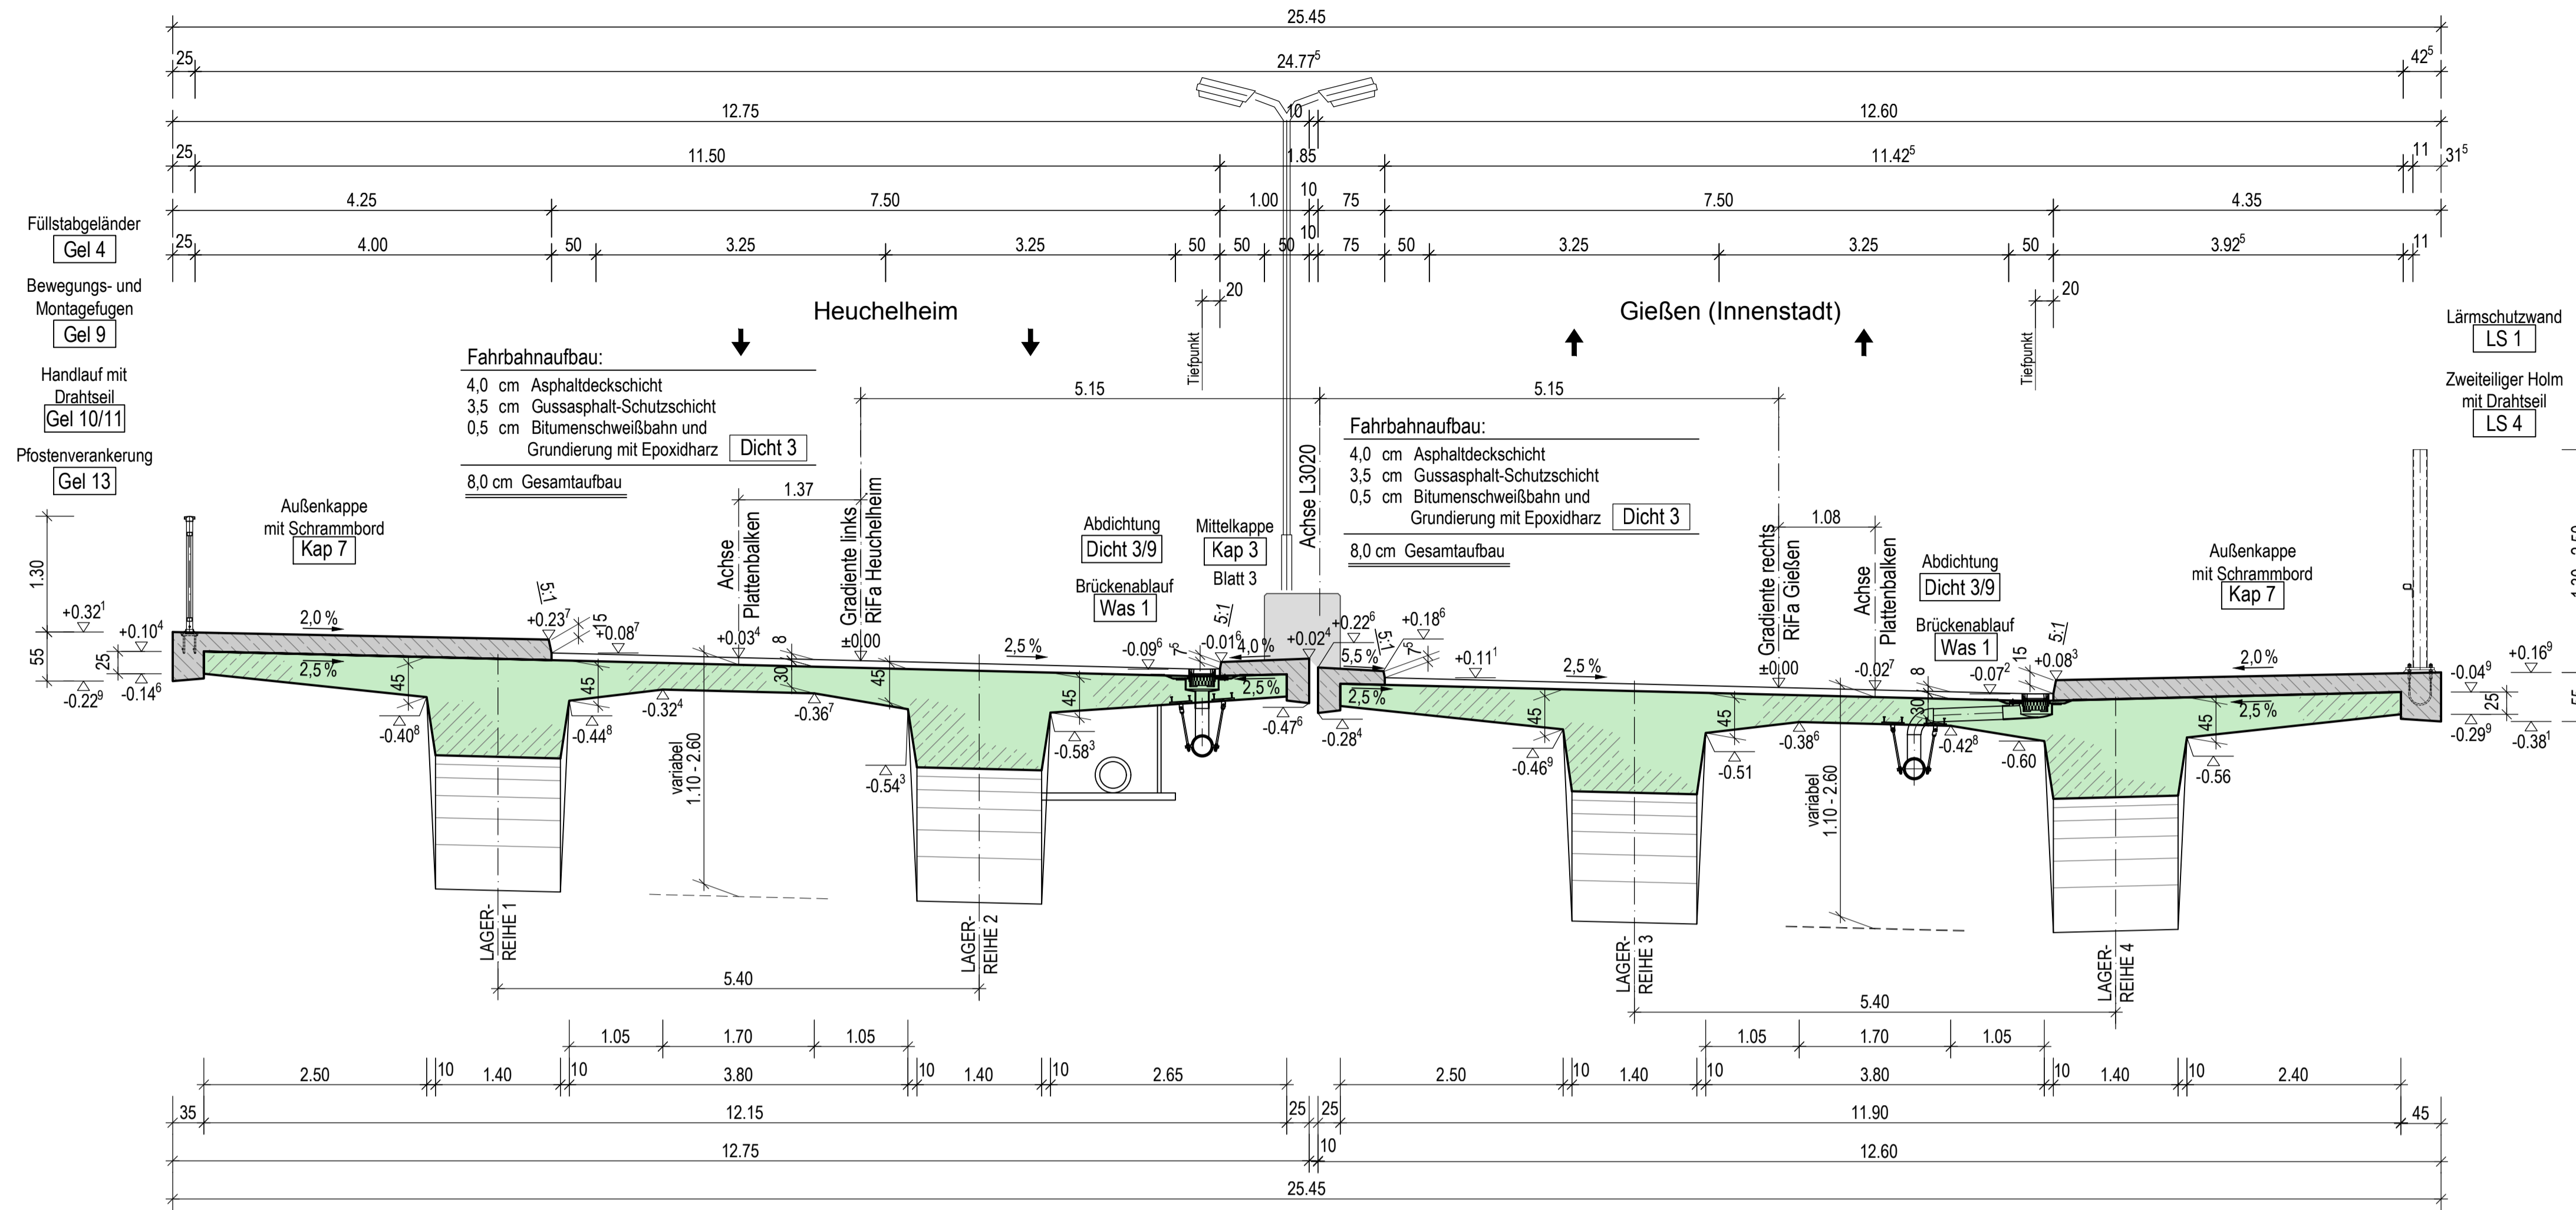 25.45
25
24.77⁵
42⁵
12.75
10
12.60
25
11.50
1.85
11.42⁵
11
31⁵
4.25
7.50
1.00
10
75
7.50
4.35
25
4.00
50
3.25
3.25
50
50
50
10
75
50
3.25
3.25
50
3.92⁵
11
20
20
Füllstabgeländer
Gel 4
Bewegungs- und
Montagefugen
Gel 9
Handlauf mit
Drahtseil
Gel 10/11
Pfostenverankerung
Gel 13
Heuchelheim
Gießen (Innenstadt)
Tiefpunkt
Tiefpunkt
Lärmschutzwand
LS 1
Zweiteiliger Holm
mit Drahtseil
LS 4
Fahrbahnaufbau:
4,0 cm Asphaltdeckschicht
3,5 cm Gussasphalt-Schutzschicht
0,5 cm Bitumenschweißbahn und
Grundierung mit Epoxidharz Dicht 3
8,0 cm Gesamtaufbau
5.15
5.15
Fahrbahnaufbau:
4,0 cm Asphaltdeckschicht
3,5 cm Gussasphalt-Schutzschicht
0,5 cm Bitumenschweißbahn und
Grundierung mit Epoxidharz Dicht 3
8,0 cm Gesamtaufbau
Außenkappe
mit Schrammbord
Kap 7
1.37
Achse
Plattenbalken
Gradiente links
RiFa Heuchelheim
Abdichtung
Dicht 3/9
Brückenablauf
Was 1
Mittelkappe
Kap 3
Blatt 3
Achse L3020
Gradiente rechts
RiFa Gießen
1.08
Achse
Plattenbalken
Abdichtung
Dicht 3/9
Brückenablauf
Was 1
Außenkappe
mit Schrammbord
Kap 7
1.30
55
25
+0.32¹
-0.22⁹
+0.10⁴
-0.14⁶
2,0 %
2,5 %
5:1
+0.23⁷
15
+0.08⁷
+0.03⁴
8
30
±0.00
2,5 %
-0.09⁶
7⁵
5:1
-0.01⁶
4,0 %
+0.02⁴
2,5 %
+0.22⁶
5,5 %
2,5 %
5:1
+0.18⁶
7⁵
+0.11¹
2,5 %
±0.00
-0.02⁷
8
30
-0.07²
15
5:1
+0.08³
2,0 %
2,5 %
-0.04⁹
-0.29⁹
25
+0.16⁹
-0.38¹
55
45
-0.40⁸
45
-0.44⁸
-0.32⁴
-0.36⁷
45
-0.54³
45
-0.58³
-0.47⁶
-0.28⁴
45
-0.46⁹
45
-0.51
-0.38⁶
-0.42⁸
-0.60
45
-0.56
variabel
1.10 - 2.60
variabel
1.10 - 2.60
LAGER-
REIHE 1
LAGER-
REIHE 2
LAGER-
REIHE 3
LAGER-
REIHE 4
5.40
5.40
1.05
1.70
1.05
1.05
1.70
1.05
2.50
10
1.40
10
3.80
10
1.40
10
2.65
2.50
10
1.40
10
3.80
10
1.40
10
2.40
35
12.15
25
25
11.90
45
12.75
10
12.60
25.45